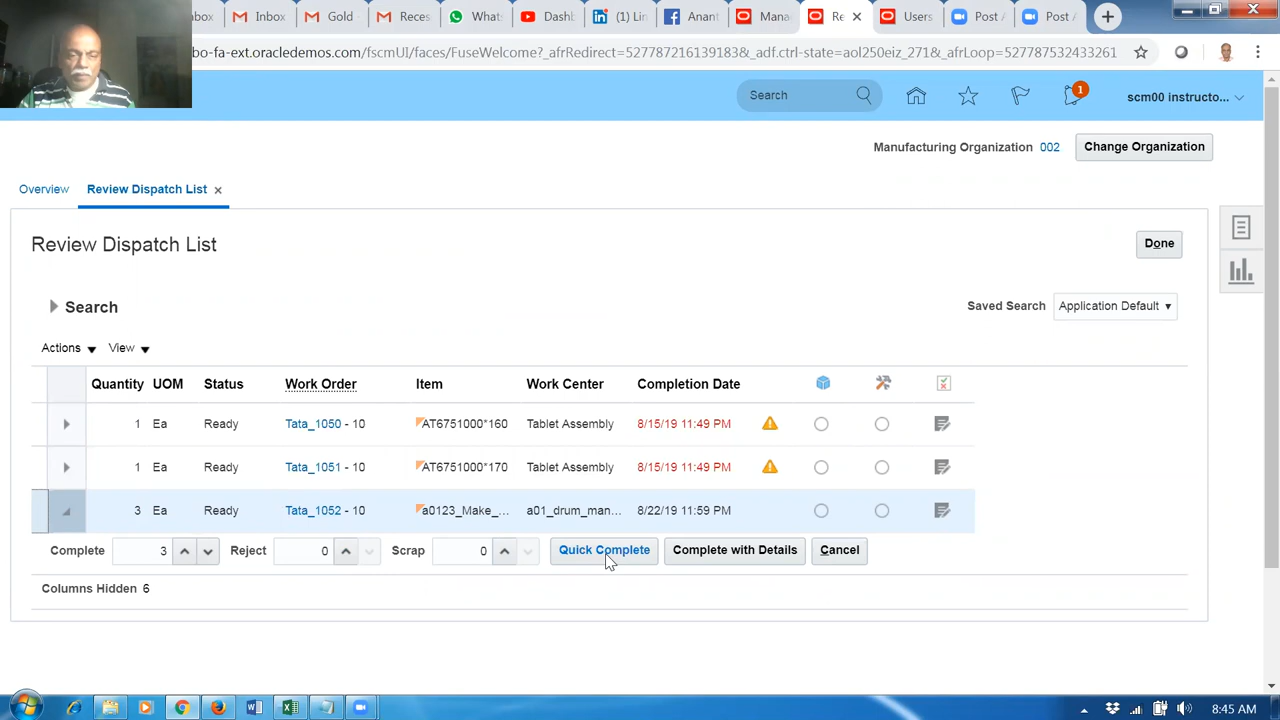 nbox
Inbox
Gold
Reces
Wha
Dash
(1) Lin
Anant
Mana
Re
User
Post A
Post A
bo-fa-ext.oracledemos.com/fscmUI/faces/FuseWelcome?_afrRedirect=527787216139183&_adf.ctrl-state=aol250eiz_271&_afrLoop=527787532433261
Search
1
scm00 instructo...
Manufacturing Organization 002 Change Organization
Overview Review Dispatch List
Review Dispatch List Done
Search Saved Search Application Default
Actions View
Quantity UOM Status Work Order Item Work Center Completion Date
1 Ea Ready Tata_1050 - 10 AT6751000*160 Tablet Assembly 8/15/19 11:49 PM
1 Ea Ready Tata_1051 - 10 AT6751000*170 Tablet Assembly 8/15/19 11:49 PM
3 Ea Ready Tata_1052 - 10 a0123_Make_... a01_drum_man... 8/22/19 11:59 PM
Complete 3 Reject 0 Scrap 0 Quick Complete Complete with Details Cancel
Columns Hidden 6
8:45 AM